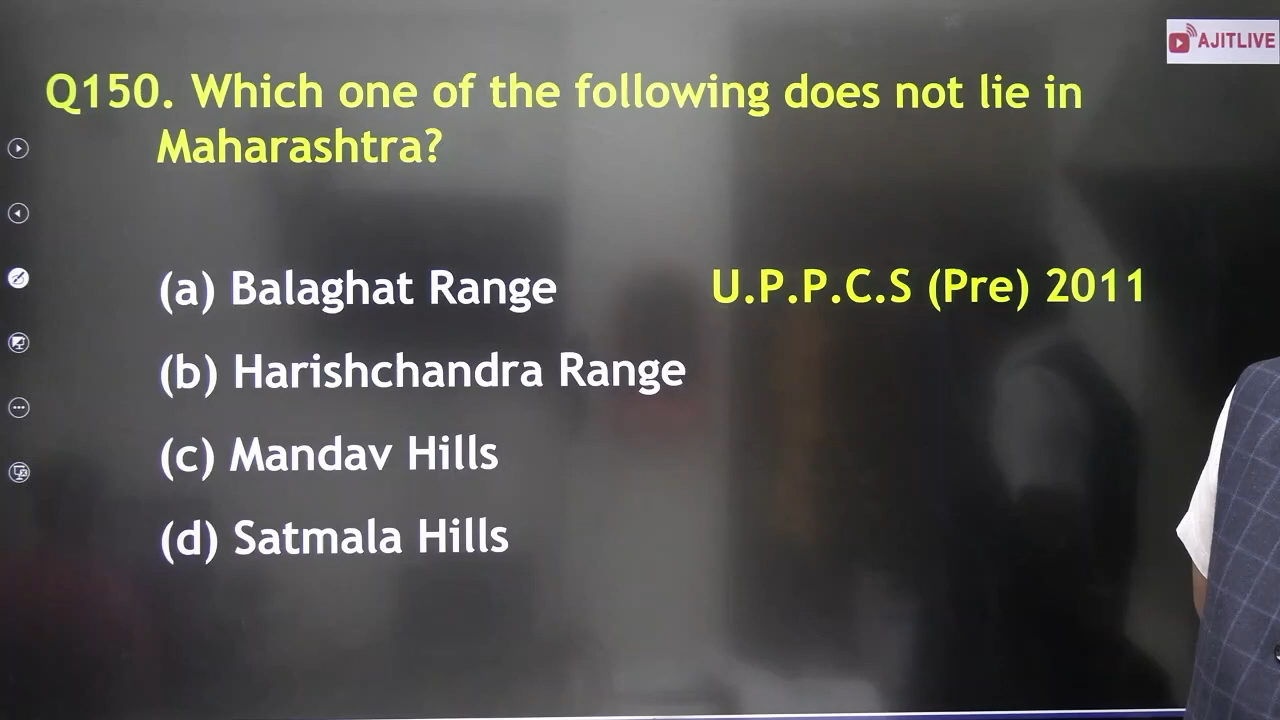 AJITLIVE
Q150. Which one of the following does not lie in
Maharashtra?
(a) Balaghat Range
U.P.P.C.S (Pre) 2011
(b) Harishchandra Range
(c) Mandav Hills
(d) Satmala Hills